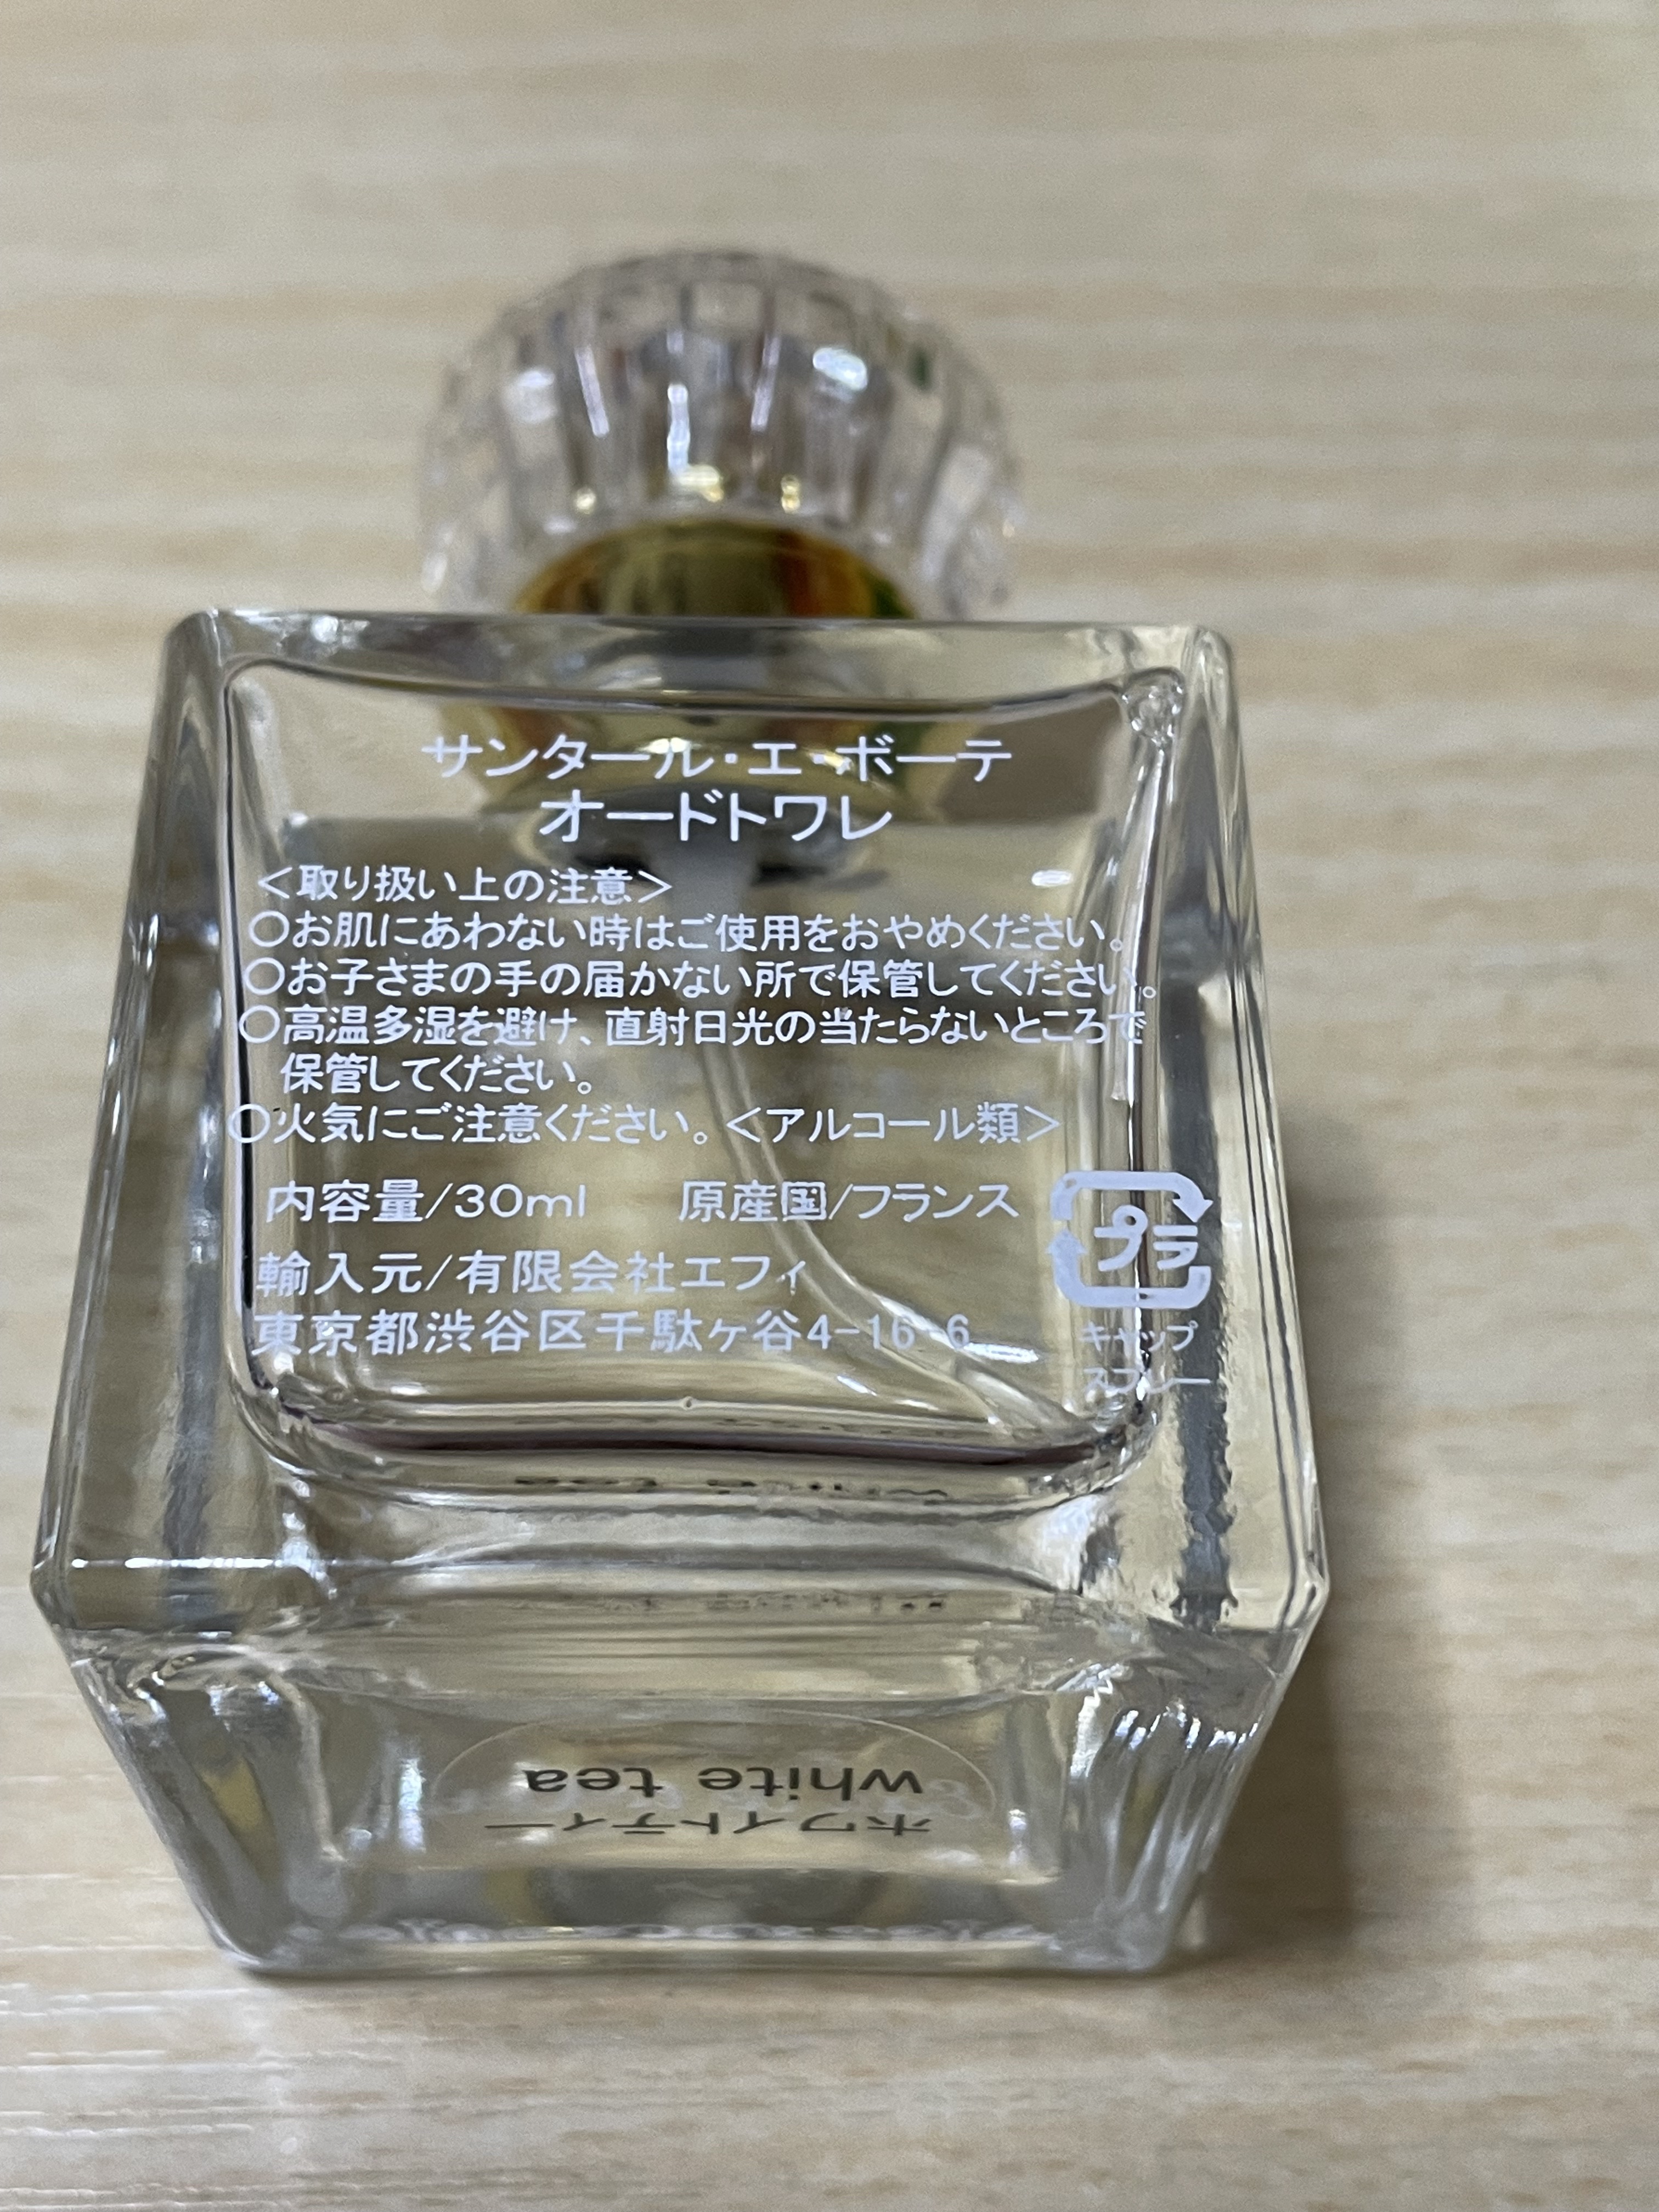 サンタール・エ・ボーテ
オードトワレ
＜取り扱い上の注意＞
○お肌にあわない時はご使用をおやめください。
○お子さまの手の届かない所で保管してください。
○高温多湿を避け、直射日光の当たらないところで
保管してください。
○火気にご注意ください。＜アルコール類＞
内容量/30ml 原産国/フランス
プラ
輸入元/有限会社エフィ
東京都渋谷区千駄ヶ谷4-16-6
キャップ
スプレー
white tea
ホワイトティー